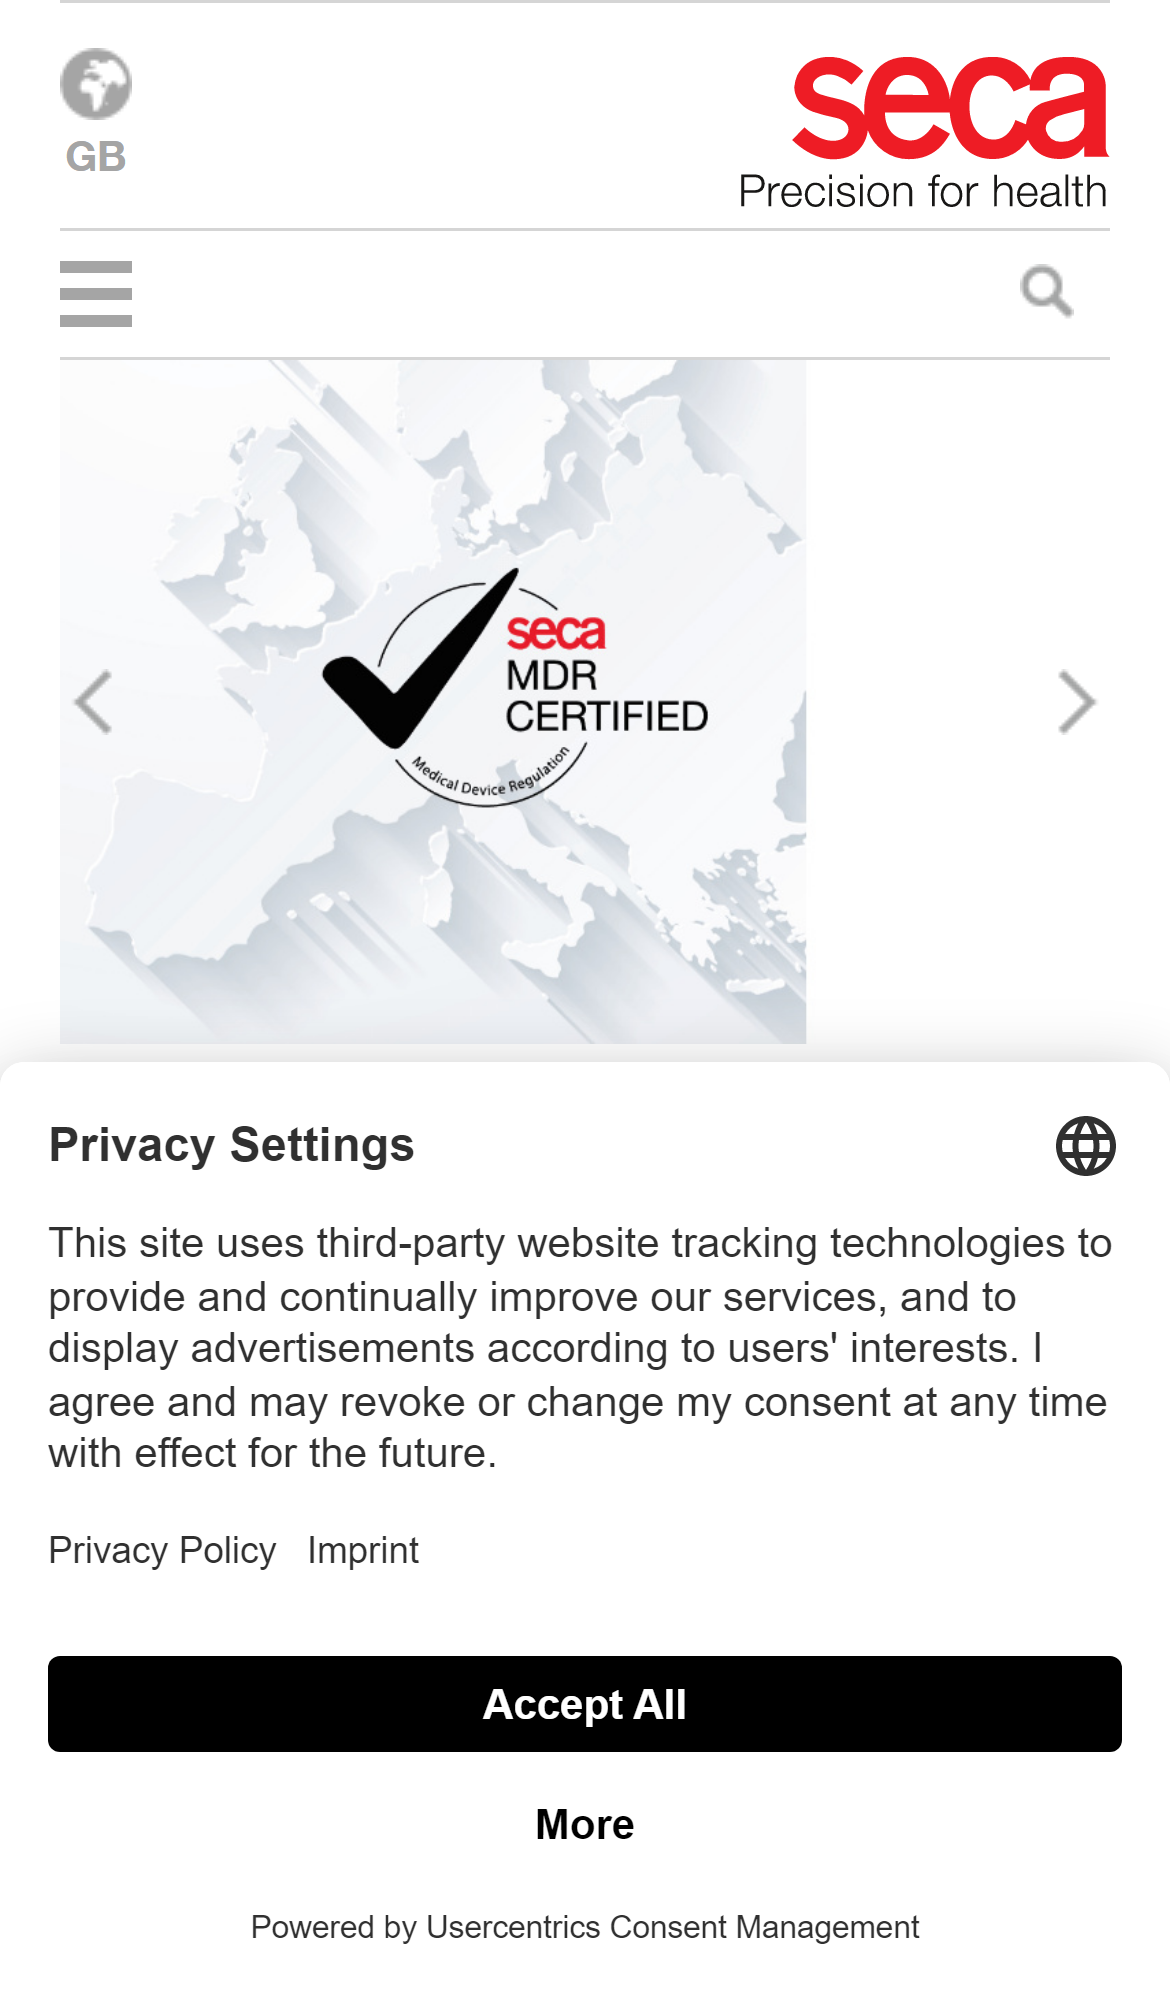 GB
seca
Precision for health
seca
MDR
CERTIFIED
Medical Device Regulation
Privacy Settings
This site uses third-party website tracking technologies to
provide and continually improve our services, and to
display advertisements according to users' interests. I
agree and may revoke or change my consent at any time
with effect for the future.
Privacy Policy Imprint
Accept All
More
Powered by Usercentrics Consent Management